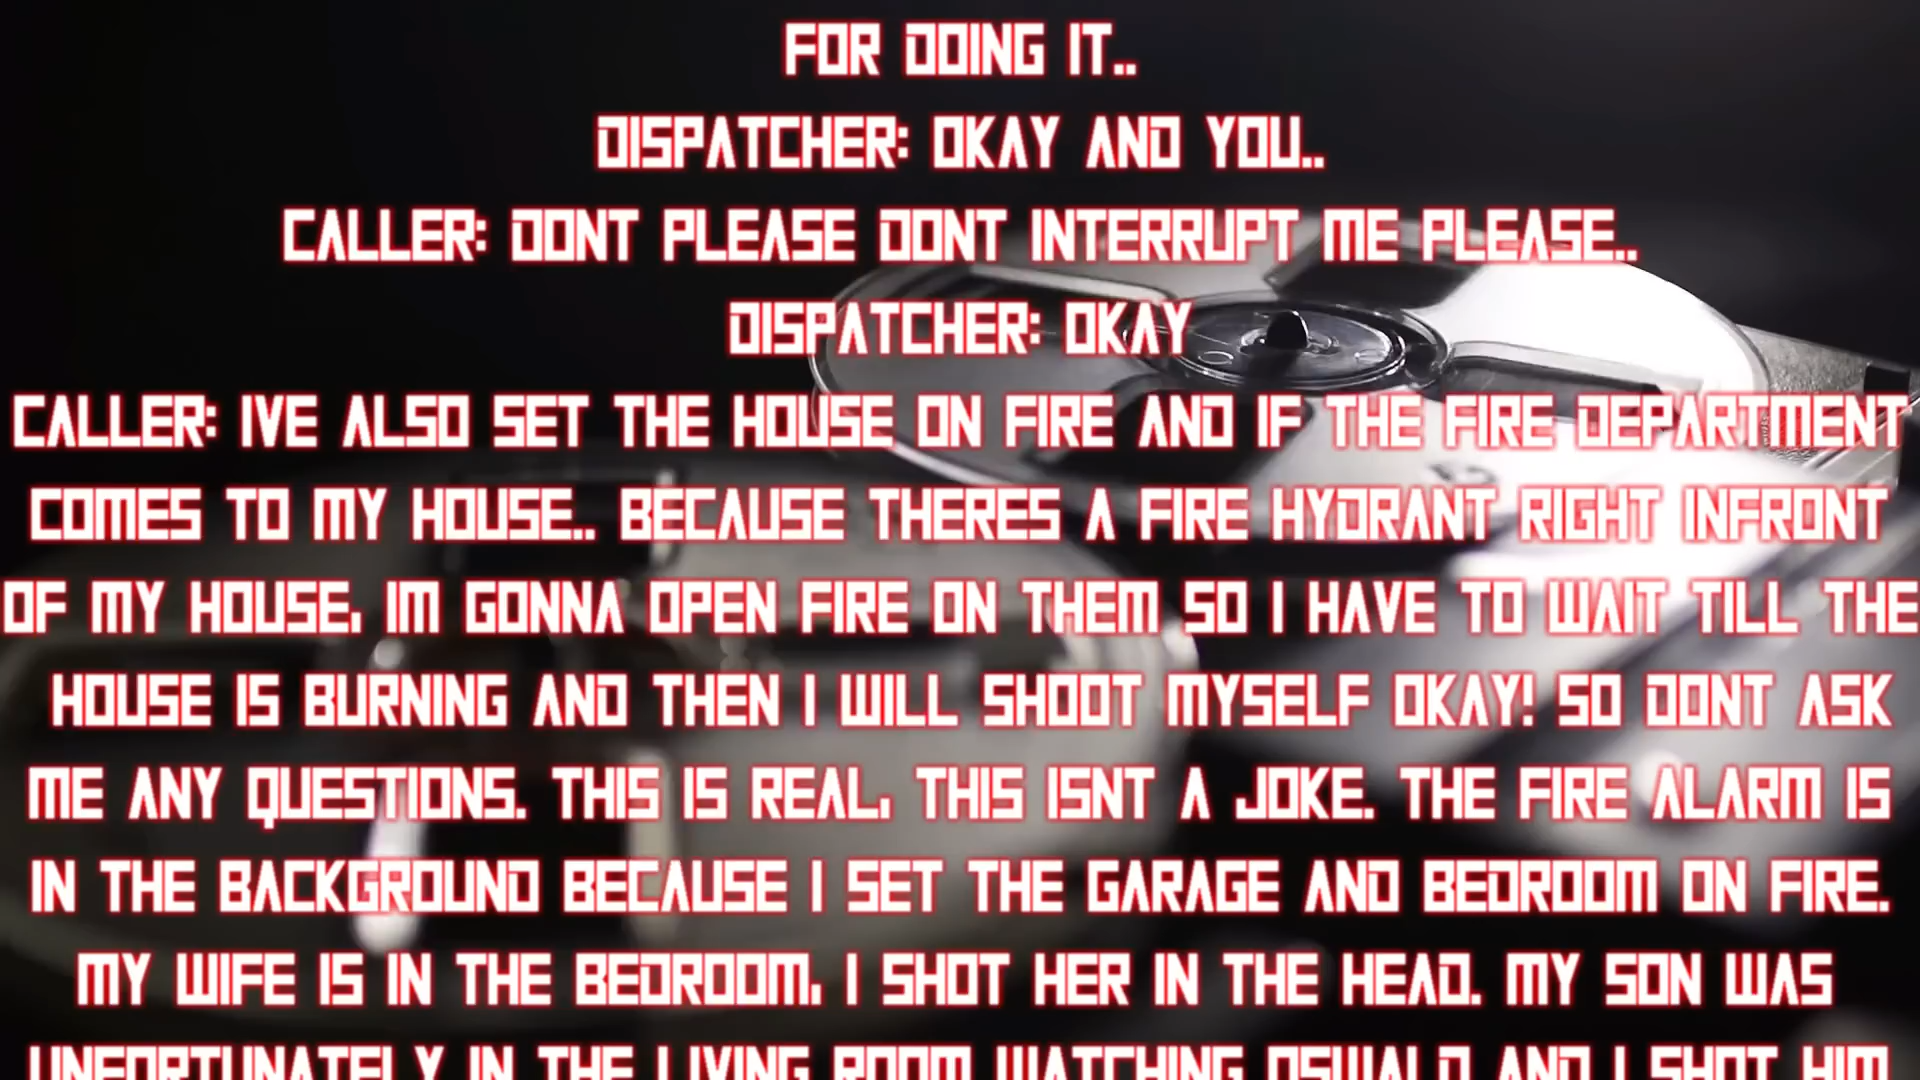 FOR DOING IT..
DISPATCHER: OKAY AND YOU..
CALLER: DONT PLEASE DONT INTERRUPT ME PLEASE..
DISPATCHER: OKAY
CALLER: IVE ALSO SET THE HOUSE ON FIRE AND IF THE FIRE DEPARTMENT
COMES TO MY HOUSE.. BECAUSE THERES A FIRE HYDRANT RIGHT INFRONT
OF MY HOUSE, IM GONNA OPEN FIRE ON THEM SO I HAVE TO WAIT TILL THE
HOUSE IS BURNING AND THEN I WILL SHOOT MYSELF OKAY! SO DONT ASK
ME ANY QUESTIONS. THIS IS REAL, THIS ISNT A JOKE. THE FIRE ALARM IS
IN THE BACKGROUND BECAUSE I SET THE GARAGE AND BEDROOM ON FIRE.
MY WIFE IS IN THE BEDROOM, I SHOT HER IN THE HEAD. MY SON WAS
UNFORTUNATELY IN THE LIVING ROOM WATCHING OSWALD AND I SHOT HIM